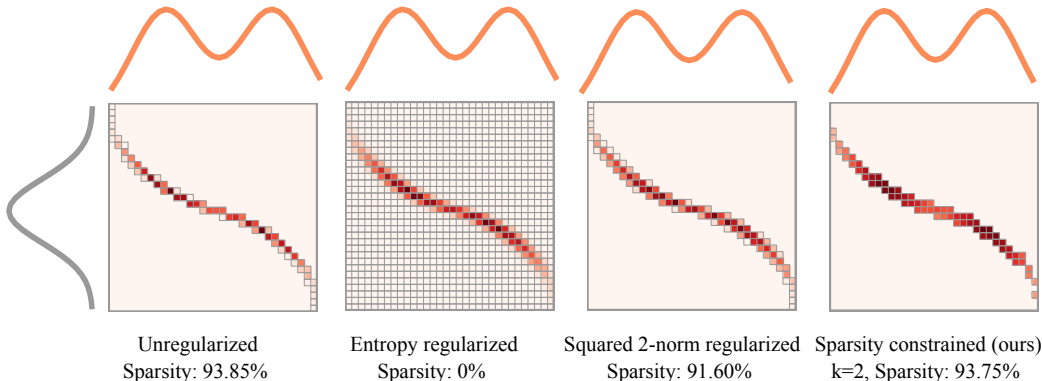 Unregularized
Sparsity: 93.85%
Entropy regularized
Sparsity: 0%
Squared 2-norm regularized
Sparsity: 91.60%
Sparsity constrained (ours)
k=2, Sparsity: 93.75%